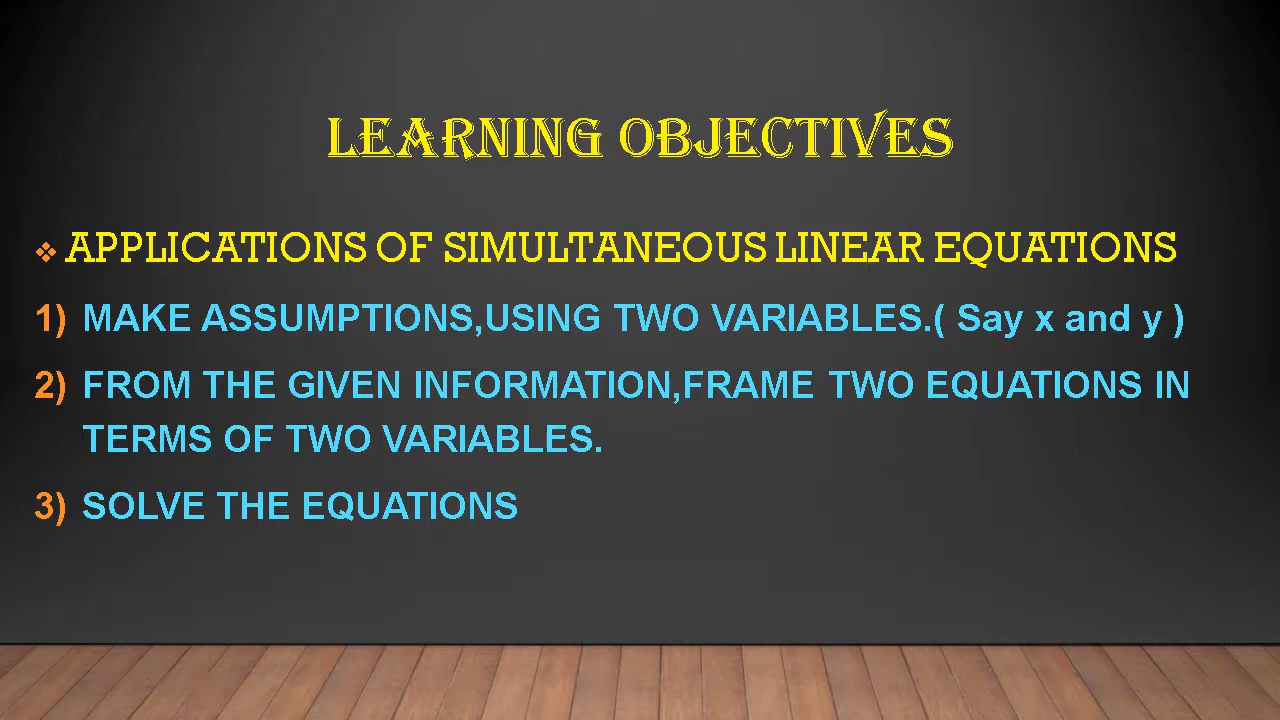 LEARNING OBJECTIVES
❖ APPLICATIONS OF SIMULTANEOUS LINEAR EQUATIONS
1) MAKE ASSUMPTIONS,USING TWO VARIABLES.( Say x and y )
2) FROM THE GIVEN INFORMATION,FRAME TWO EQUATIONS IN
TERMS OF TWO VARIABLES.
3) SOLVE THE EQUATIONS